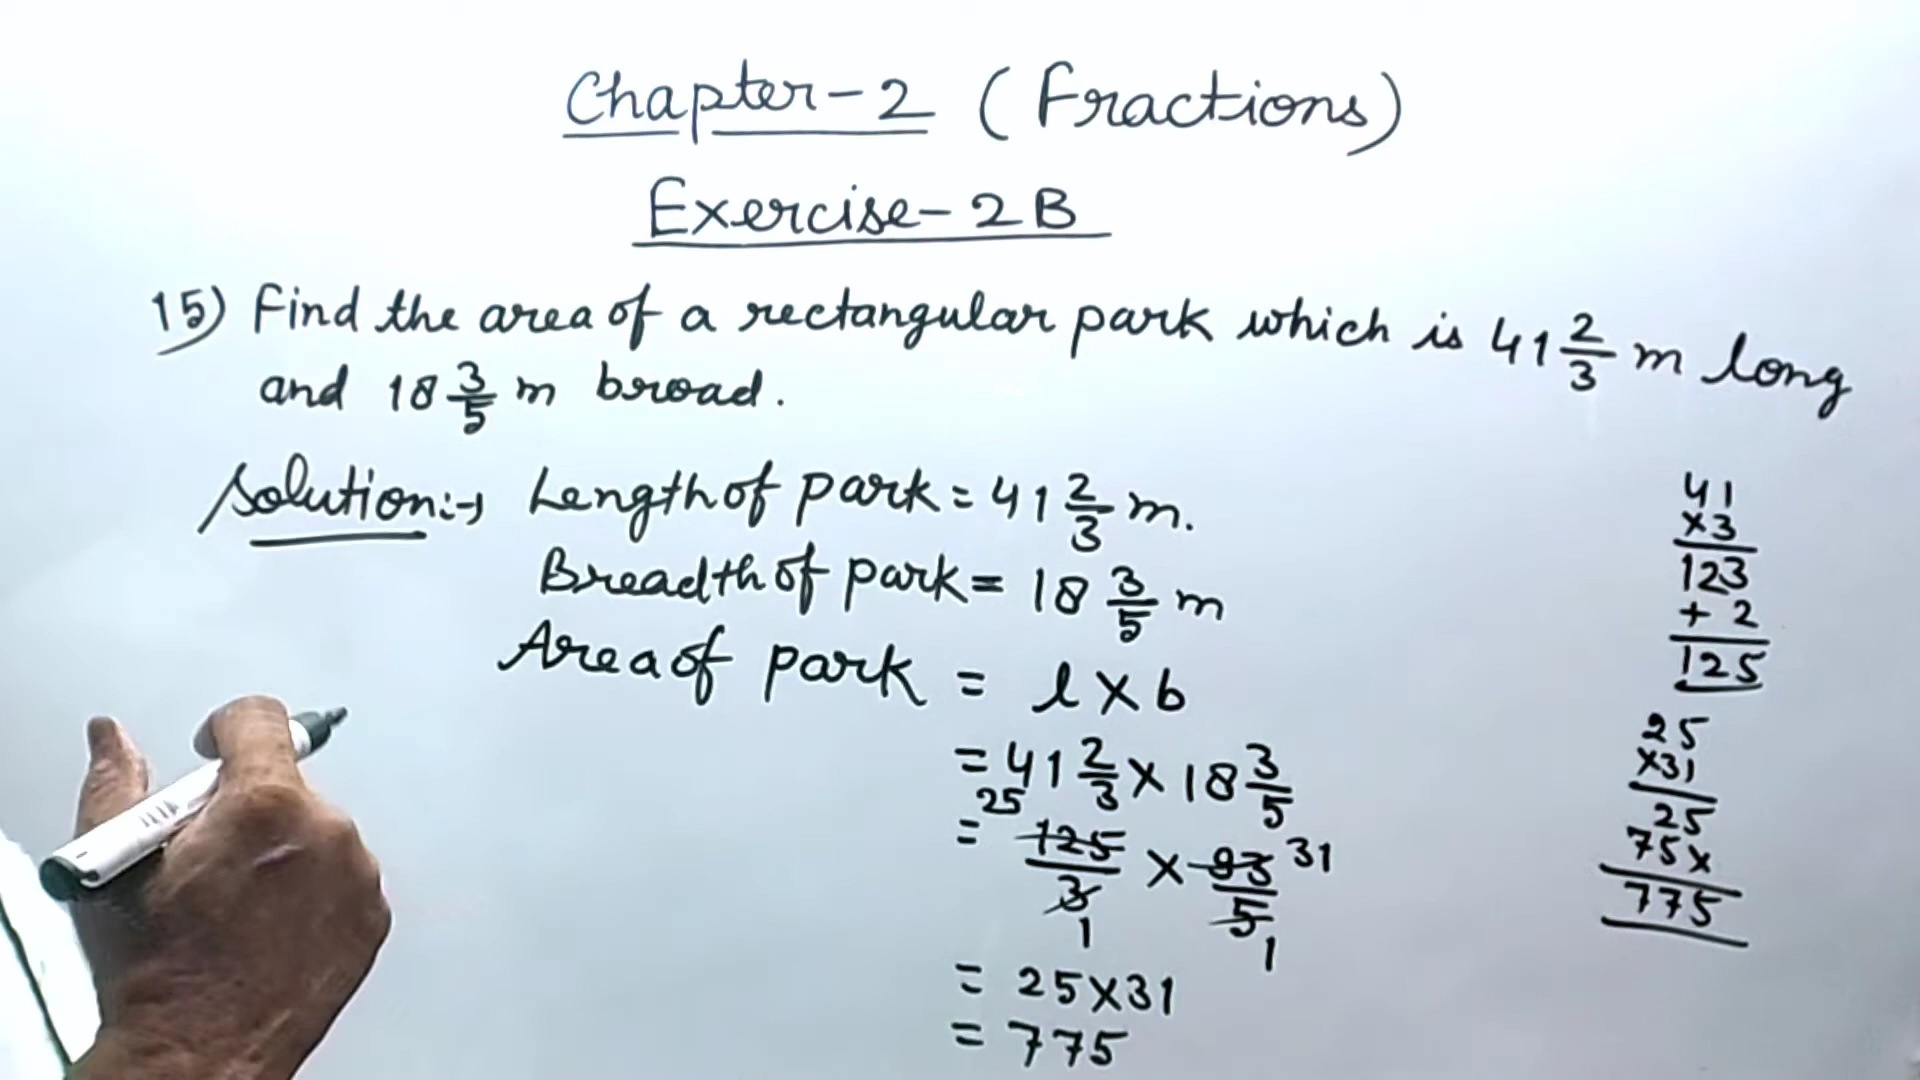 Chapter-2 (Fractions)
Exercise-2B
15) Find the area of a rectangular park which is 41 2/3 m long
and 18 3/5 m broad.
Solution:→ Length of park = 41 2/3 m.
Breadth of park = 18 3/5 m
Area of park = l × b
= 41 2/3 × 18 3/5
= 25 125/3 1 × 93/5 31 1
= 25×31
= 775
41
×3
123
+ 2
125
25
×31
25
75×
775